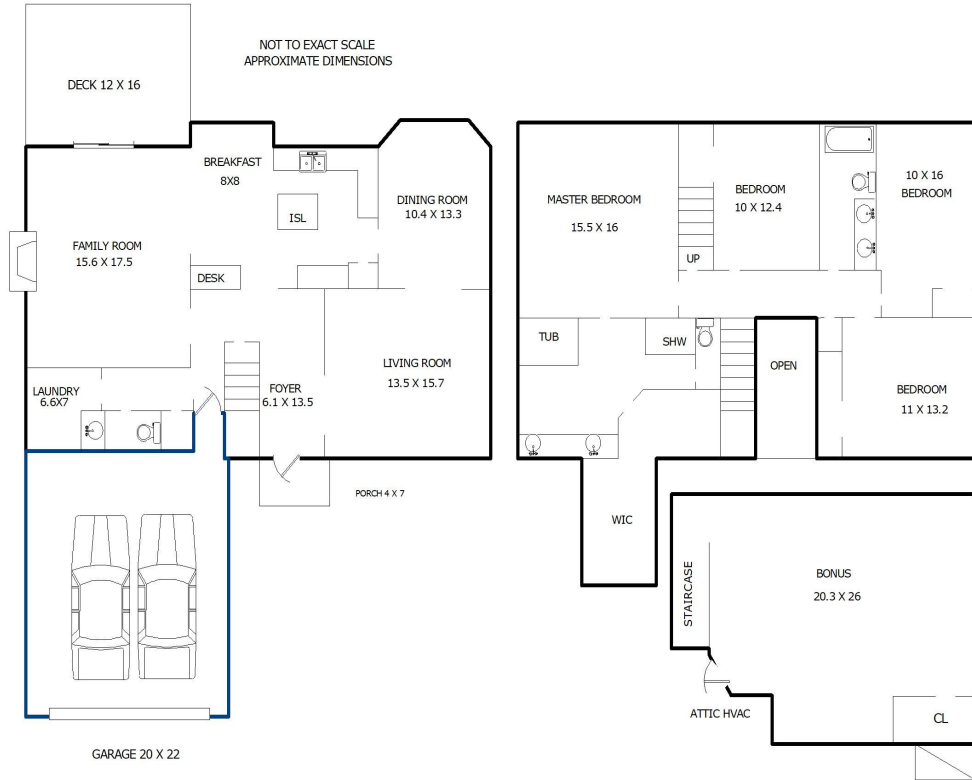 NOT TO EXACT SCALE
APPROXIMATE DIMENSIONS
DECK 12 X 16
BREAKFAST
8X8
ISL
DINING ROOM
10.4 X 13.3
FAMILY ROOM
15.6 X 17.5
DESK
LIVING ROOM
13.5 X 15.7
LAUNDRY
6.6X7
FOYER
6.1 X 13.5
PORCH 4 X 7
GARAGE 20 X 22
MASTER BEDROOM
15.5 X 16
UP
BEDROOM
10 X 12.4
10 X 16
BEDROOM
TUB
SHW
OPEN
BEDROOM
11 X 13.2
WIC
STAIRCASE
BONUS
20.3 X 26
ATTIC HVAC
CL